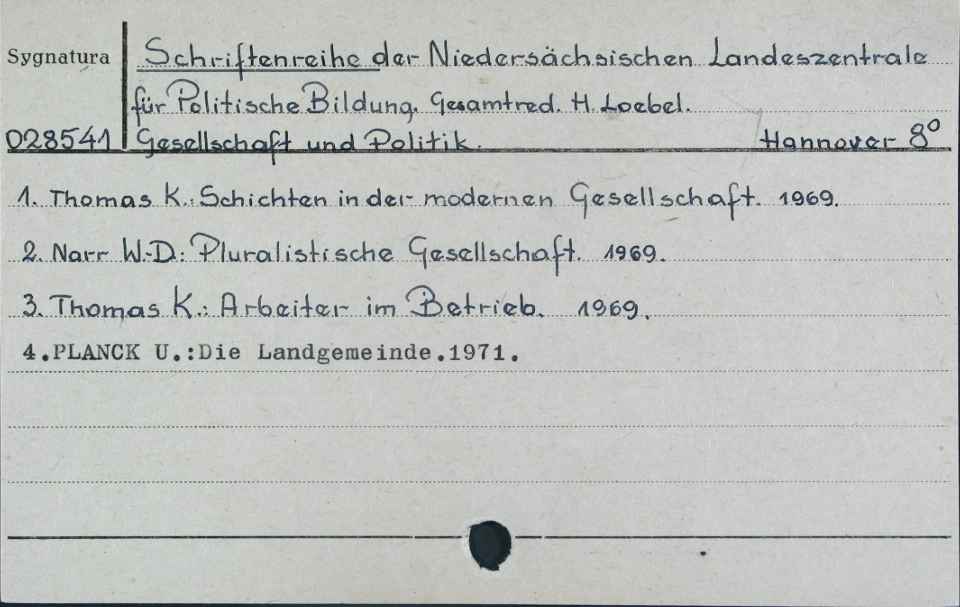 Sygnatura
Schriftenreihe der Niedersächsischen Landeszentrale
für Politische Bildung. Gesamtred. H. Loebel.
028541 Gesellschaft und Politik. Hannover 8°
1. Thomas K.: Schichten in der modernen Gesellschaft. 1969.
2. Narr W.-D.: Pluralistische Gesellschaft. 1969.
3. Thomas K.: Arbeiter im Betrieb. 1969.
4.PLANCK U.:Die Landgemeinde.1971.